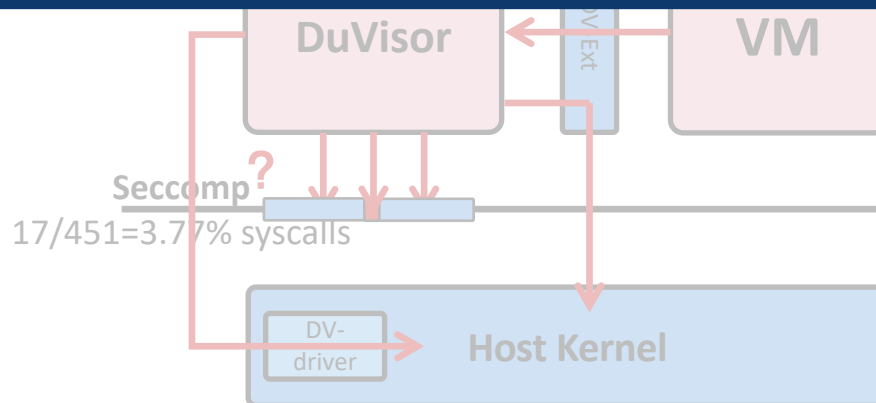 DuVisor
DV-Ext
VM
Seccomp?
17/451=3.77% syscalls
DV-
driver
Host Kernel